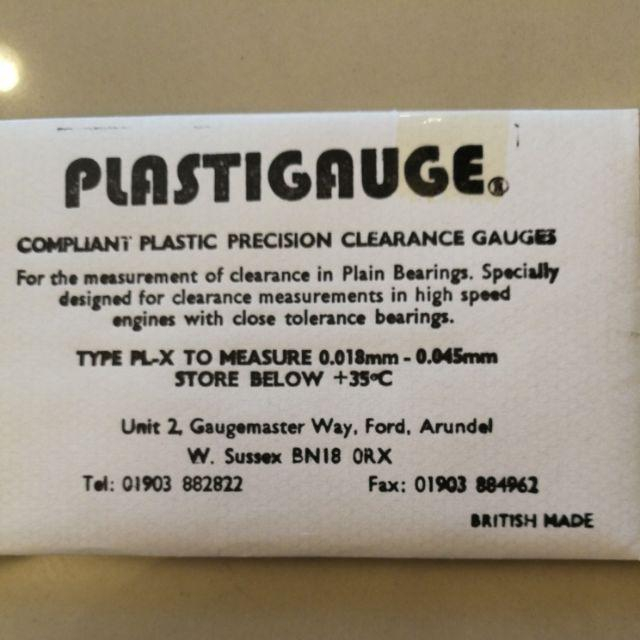 PLASTIGAUGE®
COMPLIANT PLASTIC PRECISION CLEARANCE GAUGES
For the measurement of clearance in Plain Bearings. Specially
designed for clearance measurements in high speed
engines with close tolerance bearings.
TYPE PL-X TO MEASURE 0.018mm - 0.045mm
STORE BELOW +35°C
Unit 2, Gaugemaster Way, Ford, Arundel
W. Sussex BN18 0RX
Tel: 01903 882822 Fax: 01903 884962
BRITISH MADE